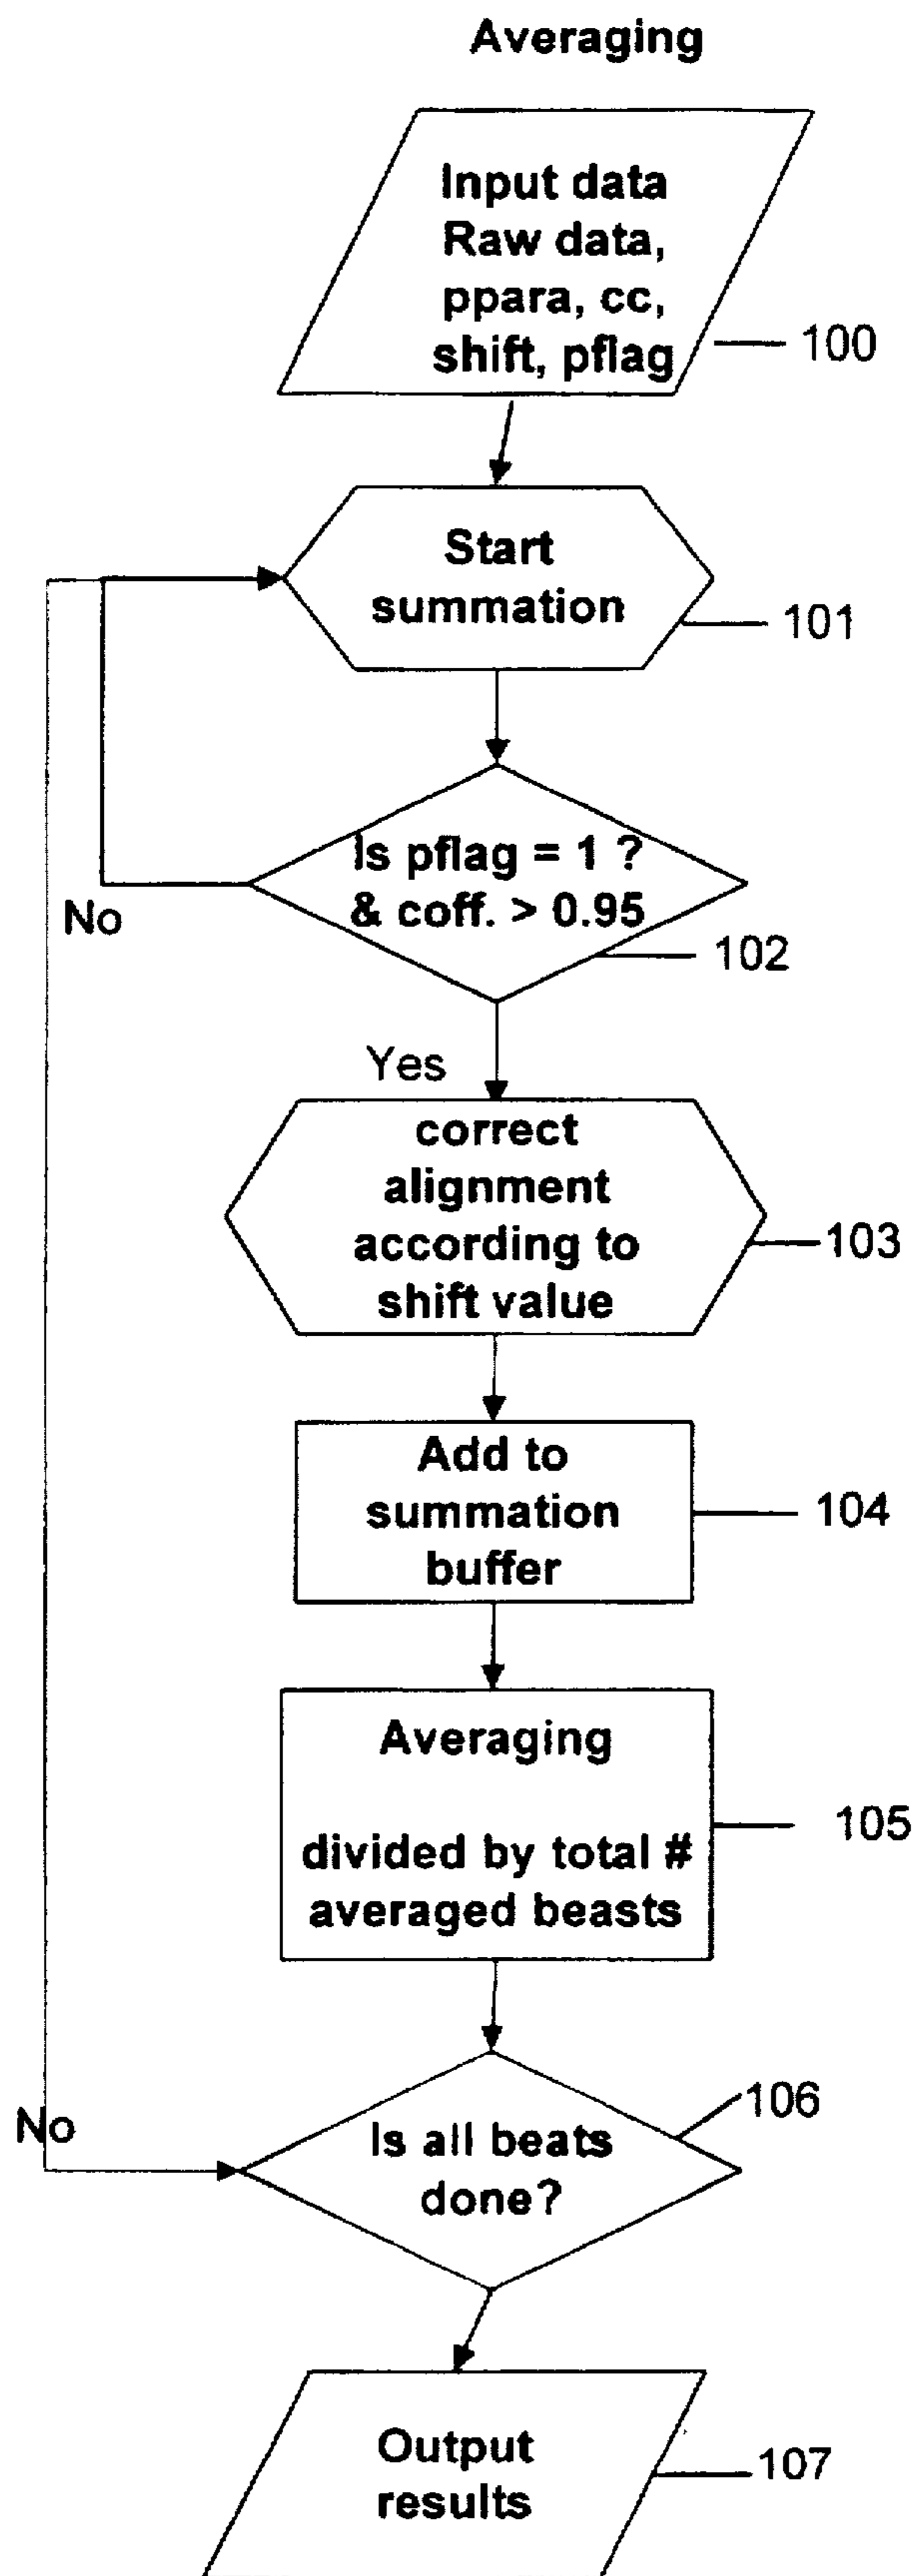 Averaging
Input data
Raw data,
ppara, cc,
shift, pflag
100
Start
summation
101
Is pflag = 1 ?
& coff. > 0.95
No
102
Yes
correct
alignment
according to
shift value
103
Add to
summation
buffer
104
Averaging
divided by total #
averaged beasts
105
106
Is all beats
done?
No
Output
results
107